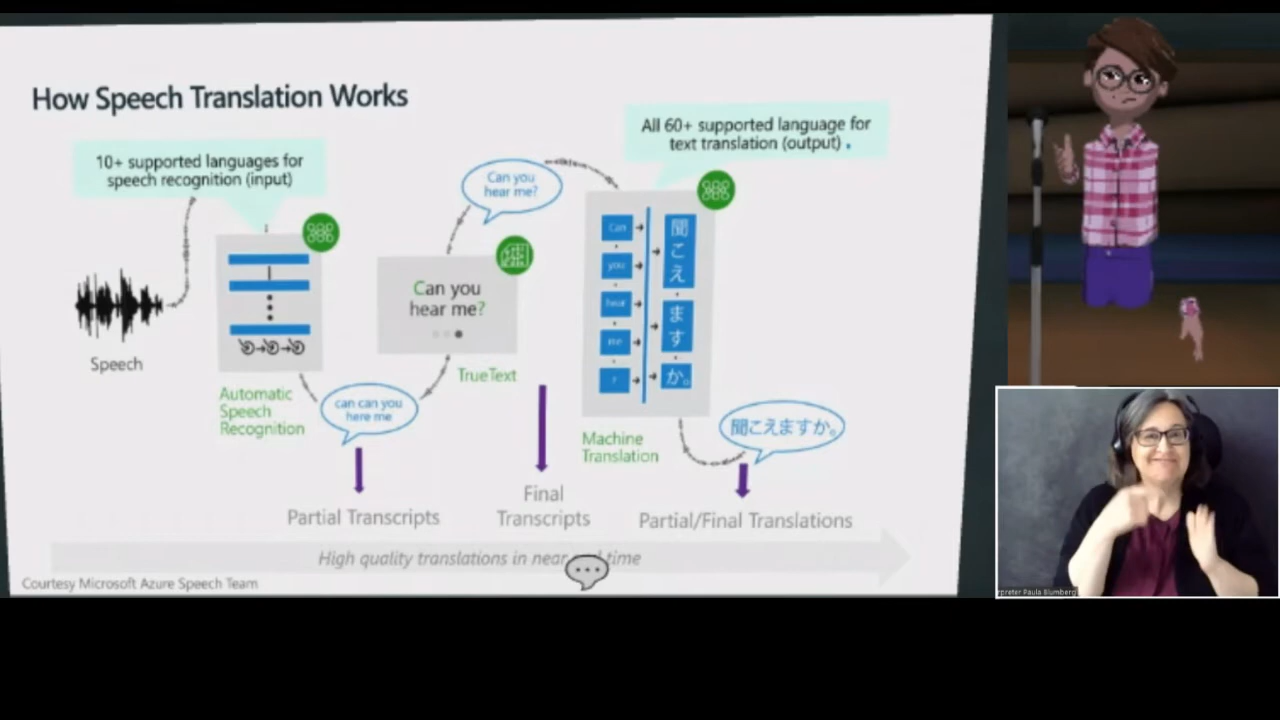 How Speech Translation Works
10+ supported languages for
speech recognition (input)
All 60+ supported language for
text translation (output) .
Can you
hear me?
Speech
Can you
hear me?
TrueText
Automatic
Speech
Recognition
can can you
here me
Can
you
hear
me
?
聞こえ
ます
か。
Machine
Translation
聞こえますか。
Partial Transcripts
Final
Transcripts
Partial/Final Translations
High quality translations in near time
Courtesy Microsoft Azure Speech Team
rpreter Paula Blumberg